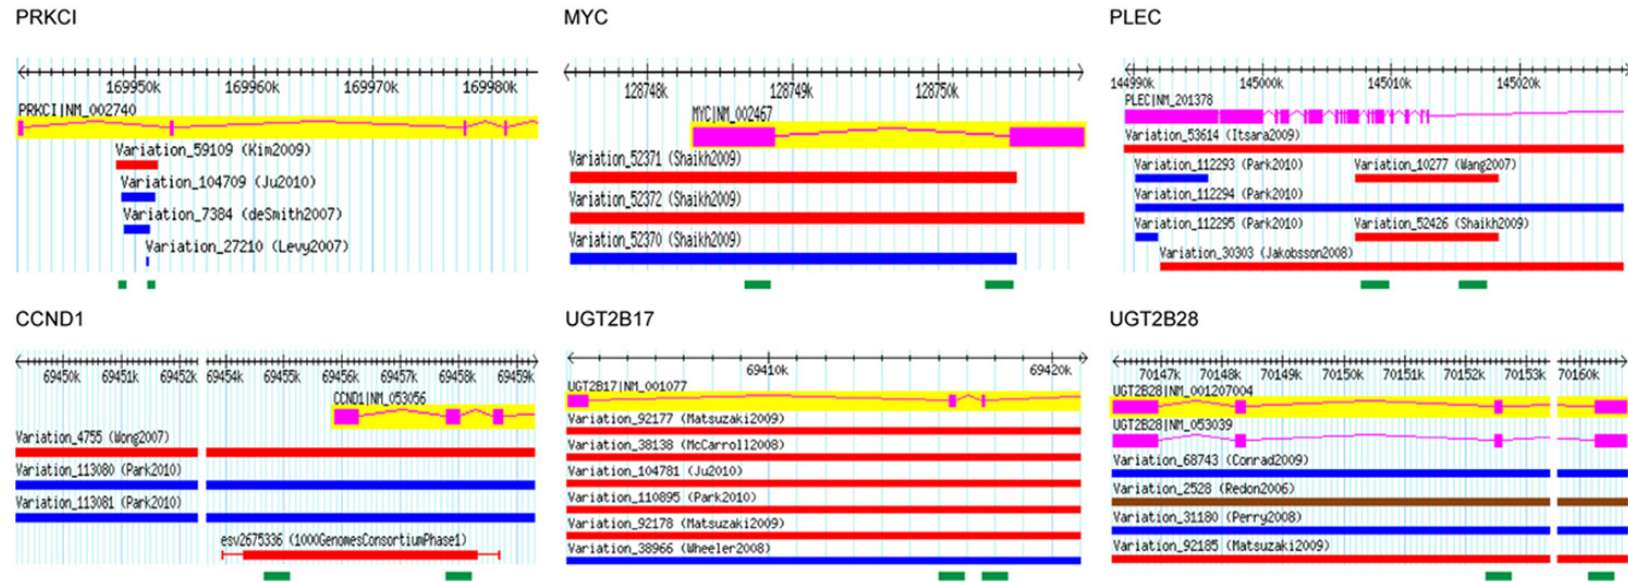 PRKCI
169950k 169960k 169970k 169980k
PRKCI|NM_002740
Variation_59109 (Kim2009)
Variation_104709 (Ju2010)
Variation_7384 (deSmith2007)
Variation_27210 (Levy2007)
MYC
128748k 128749k 128750k
MYC|NM_002467
Variation_52371 (Shaikh2009)
Variation_52372 (Shaikh2009)
Variation_52370 (Shaikh2009)
PLEC
144990k 145000k 145010k 145020k
PLEC|NM_201378
Variation_53614 (Itsara2009)
Variation_112293 (Park2010) Variation_10277 (Wang2007)
Variation_112294 (Park2010)
Variation_112295 (Park2010) Variation_52426 (Shaikh2009)
Variation_30303 (Jakobsson2008)
CCND1
69450k 69451k 69452k 69454k 69455k 69456k 69457k 69458k 69459k
CCND1|NM_053056
Variation_4755 (Wong2007)
Variation_113080 (Park2010)
Variation_113081 (Park2010)
esv2675336 (1000GenomesConsortiumPhase1)
UGT2B17
69410k 69420k
UGT2B17|NM_001077
Variation_92177 (Matsuzaki2009)
Variation_38138 (McCarroll2008)
Variation_104781 (Ju2010)
Variation_110895 (Park2010)
Variation_92178 (Matsuzaki2009)
Variation_38966 (Wheeler2008)
UGT2B28
70147k 70148k 70149k 70150k 70151k 70152k 70153k 70160k
UGT2B28|NM_001207004
UGT2B28|NM_053039
Variation_68743 (Conrad2009)
Variation_2528 (Redon2006)
Variation_31180 (Perry2008)
Variation_92185 (Matsuzaki2009)